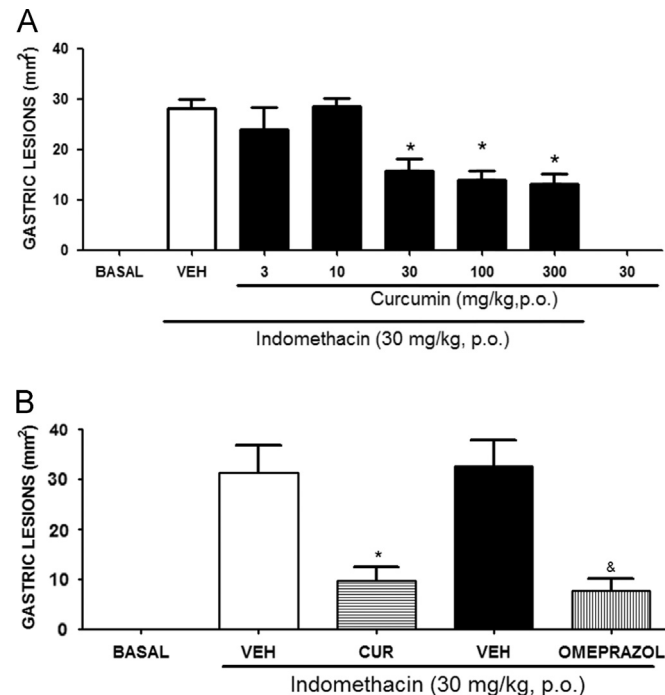 A
GASTRIC LESIONS (mm²)
40
30
20
10
0
* * *
BASAL VEH 3 10 30 100 300 30
Curcumin (mg/kg,p.o.)
Indomethacin (30 mg/kg, p.o.)
B
GASTRIC LESIONS (mm²)
40
30
20
10
0
* &
BASAL VEH CUR VEH OMEPRAZOL
Indomethacin (30 mg/kg, p.o.)